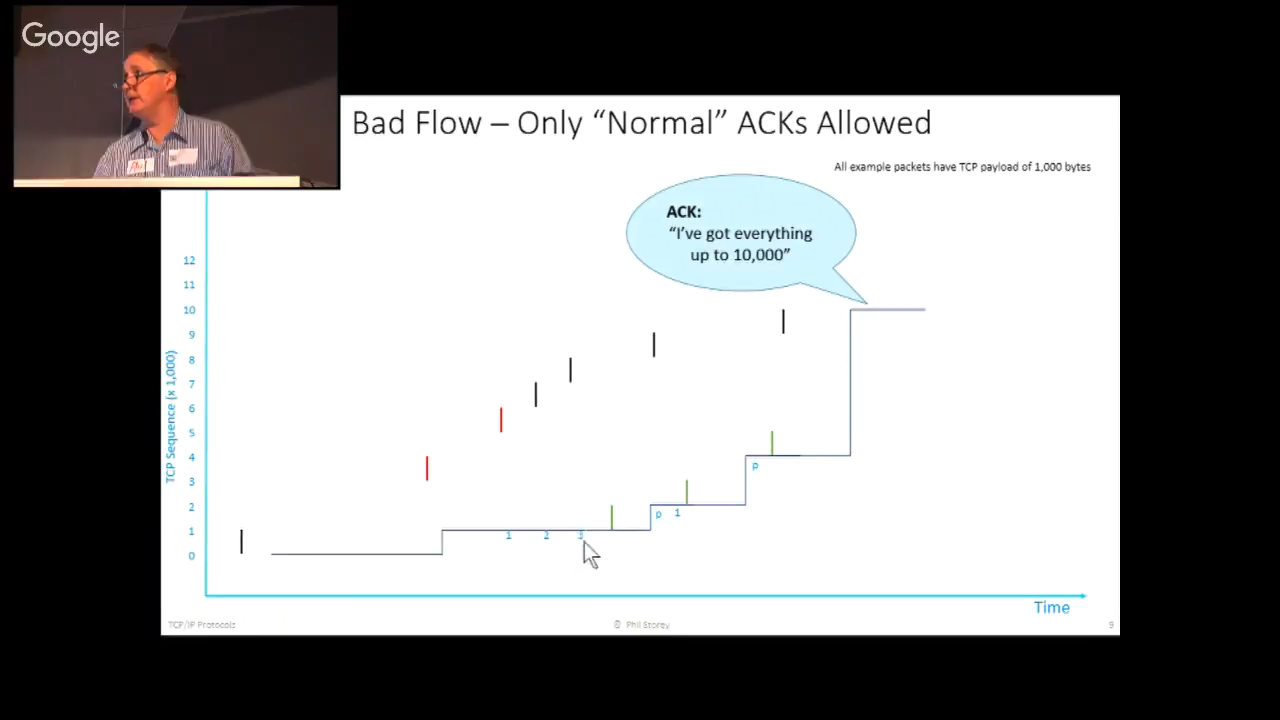 Google
Bad Flow – Only “Normal” ACKs Allowed
All example packets have TCP payload of 1,000 bytes
ACK:
“I’ve got everything
up to 10,000”
12
11
10
9
8
7
6
5
4
3
2
1
0
TCP Sequence (x 1,000)
p
p 1
1 2 3
Time
TCP/IP Protocols
© Phil Storey
9